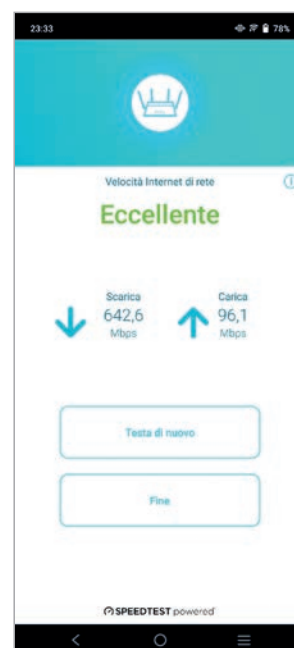 23:33
78%
Velocità Internet di rete
Eccellente
Scarica
642,6
Mbps
Carica
96,1
Mbps
Testa di nuovo
Fine
SPEEDTEST powered